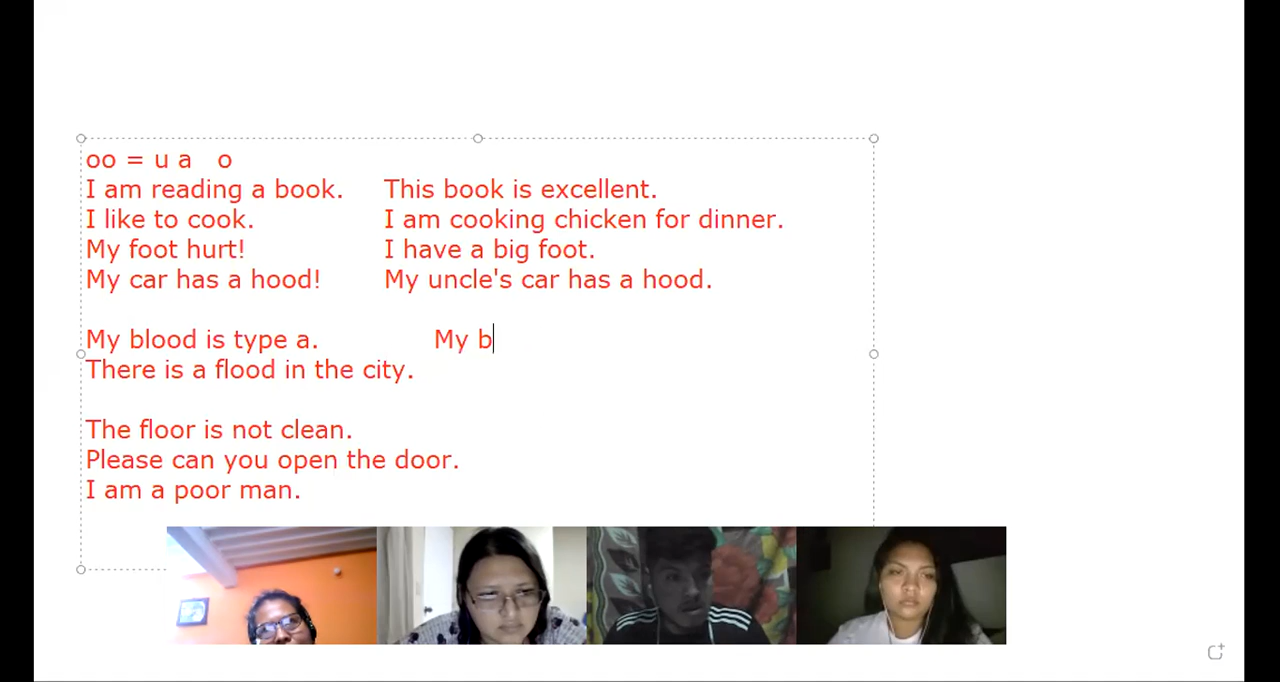 oo = u a o
I am reading a book. This book is excellent.
I like to cook. I am cooking chicken for dinner.
My foot hurt! I have a big foot.
My car has a hood! My uncle's car has a hood.
My blood is type a. My b
There is a flood in the city.
The floor is not clean.
Please can you open the door.
I am a poor man.